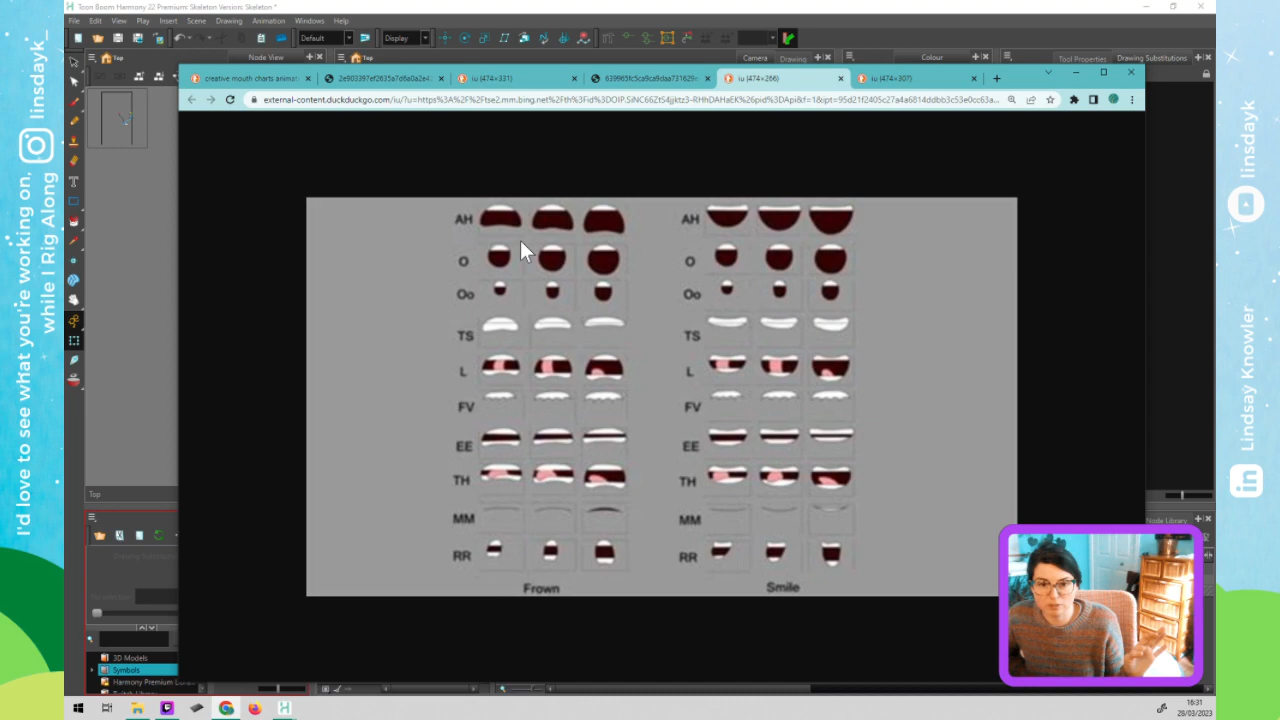 Toon Boom Harmony 22 Premium: Skeleton Version: Skeleton *
File Edit View Play Insert Scene Drawing Animation Windows Help
Default
Display
Top
Node View
Top
Camera
Drawing
Colour
Tool Properties
Drawing Substitutions
creative mouth charts animati
iu (474×331)
iu (474×266)
iu (474×307)
AH
AH
O
O
Oo
Oo
TS
TS
L
L
FV
FV
EE
EE
TH
TH
MM
MM
RR
RR
Frown
Smile
Top
Node Library
3D Models
Symbols
16:31
28/03/2023
I'd love to see what you're working on,
while I Rig Along
linsdayk_
linsdayk
Lindsay Knowler
in